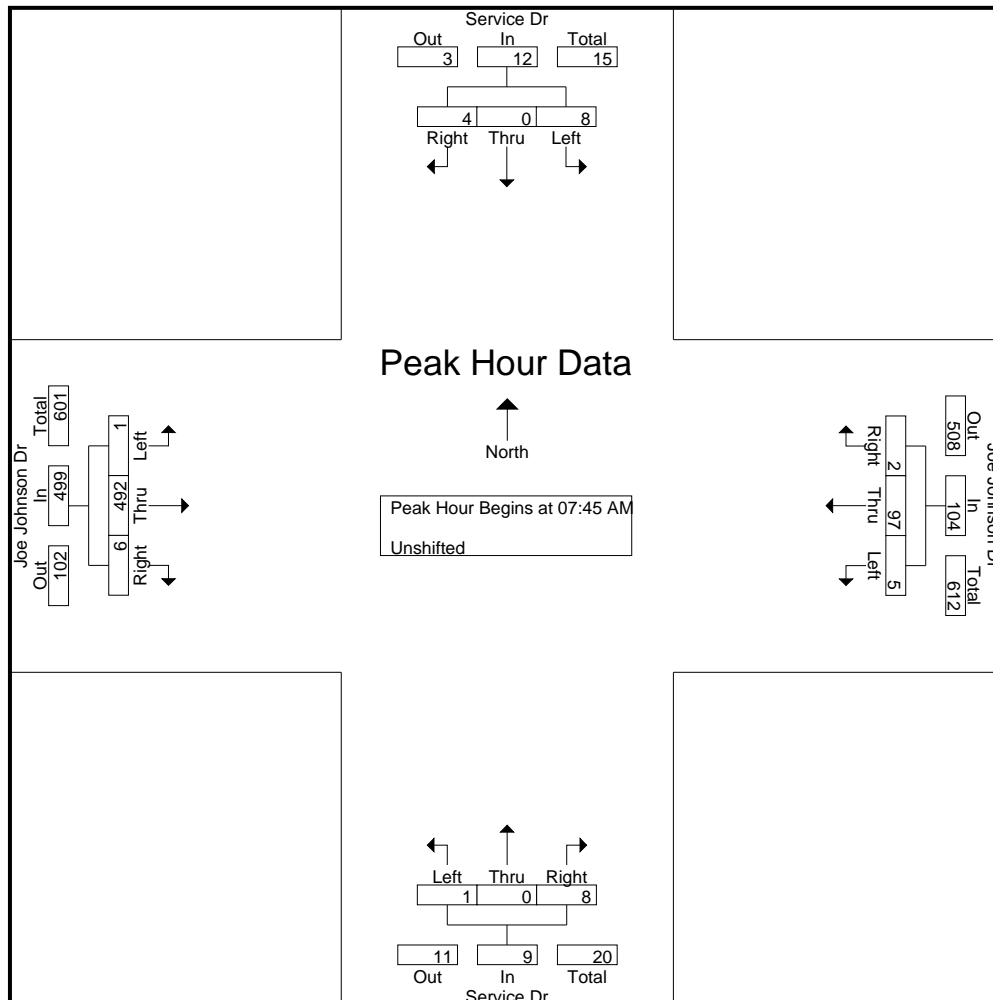 Service Dr
Out In Total
3 12 15
4 0 8
Right Thru Left
Peak Hour Data
North
Peak Hour Begins at 07:45 AM
Unshifted
Joe Johnson Dr
Out In Total
102 499 601
6 492 1
Right Thru Left
Joe Johnson Dr
Out In Total
508 104 612
2 97 5
Right Thru Left
Left Thru Right
1 0 8
11 9 20
Out In Total
Service Dr